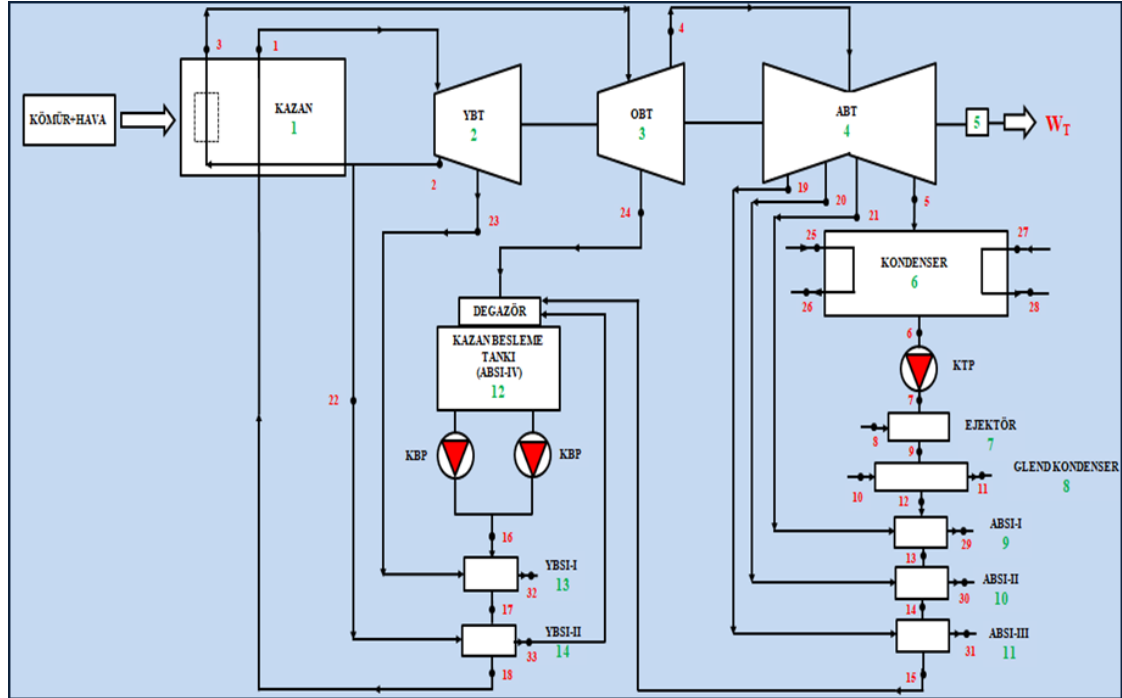 3
1
4
KÖMÜR+HAVA
KAZAN
1
YBT
2
OBT
3
ABT
4
5
W_T
2
23
24
19
20
21
5
25
26
KONDENSER
6
27
28
DEGAZÖR
KAZAN BESLEME
TANKI
(ABSI-IV)
12
22
KBP
KBP
6
KTP
7
8
EJEKTÖR
7
9
GLEND KONDENSER
8
10
11
12
16
ABSI-I
9
29
13
YBSI-I
13
32
ABSI-II
10
30
17
14
YBSI-II
14
33
ABSI-III
11
31
18
15